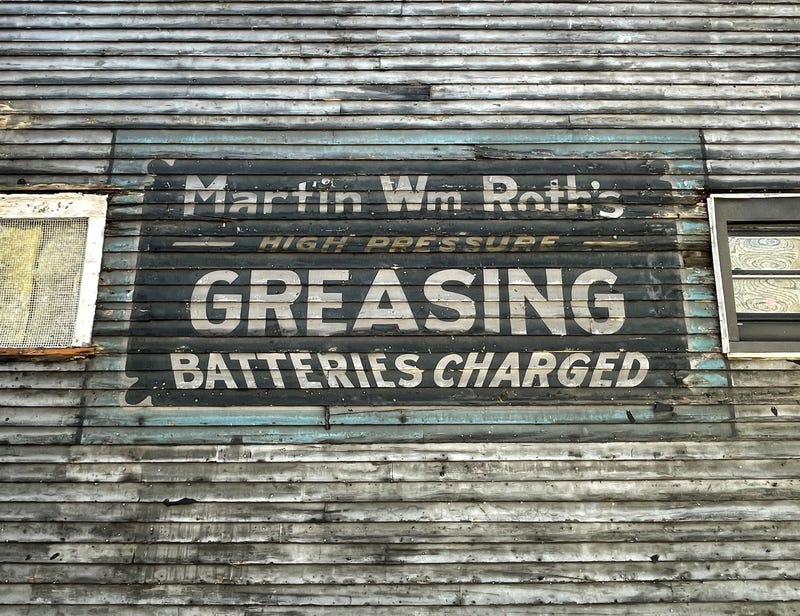 Martin Wm Roth's
HIGH PRESSURE
GREASING
BATTERIES CHARGED